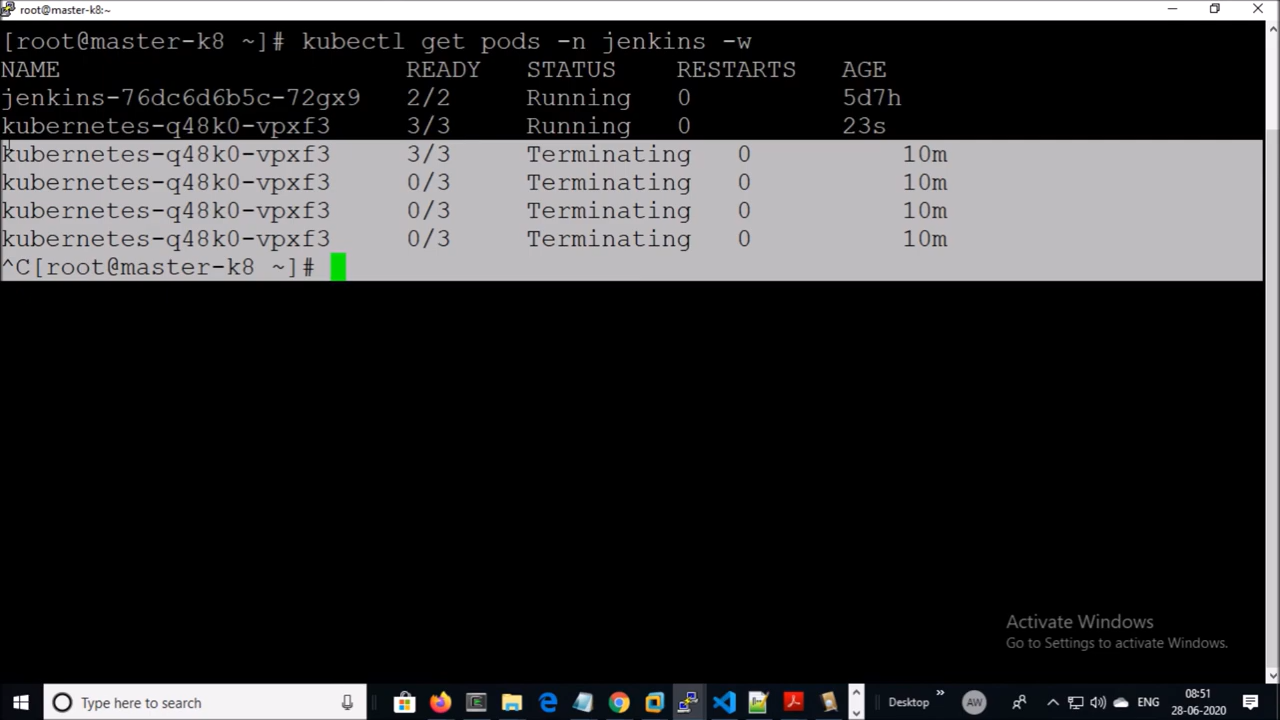 root@master-k8:~
[root@master-k8 ~]# kubectl get pods -n jenkins -w
NAME READY STATUS RESTARTS AGE
jenkins-76dc6d6b5c-72gx9 2/2 Running 0 5d7h
kubernetes-q48k0-vpxf3 3/3 Running 0 23s
kubernetes-q48k0-vpxf3 3/3 Terminating 0 10m
kubernetes-q48k0-vpxf3 0/3 Terminating 0 10m
kubernetes-q48k0-vpxf3 0/3 Terminating 0 10m
kubernetes-q48k0-vpxf3 0/3 Terminating 0 10m
^C[root@master-k8 ~]#
Activate Windows
Go to Settings to activate Windows.
Type here to search
Desktop
AW
ENG
08:51
28-06-2020